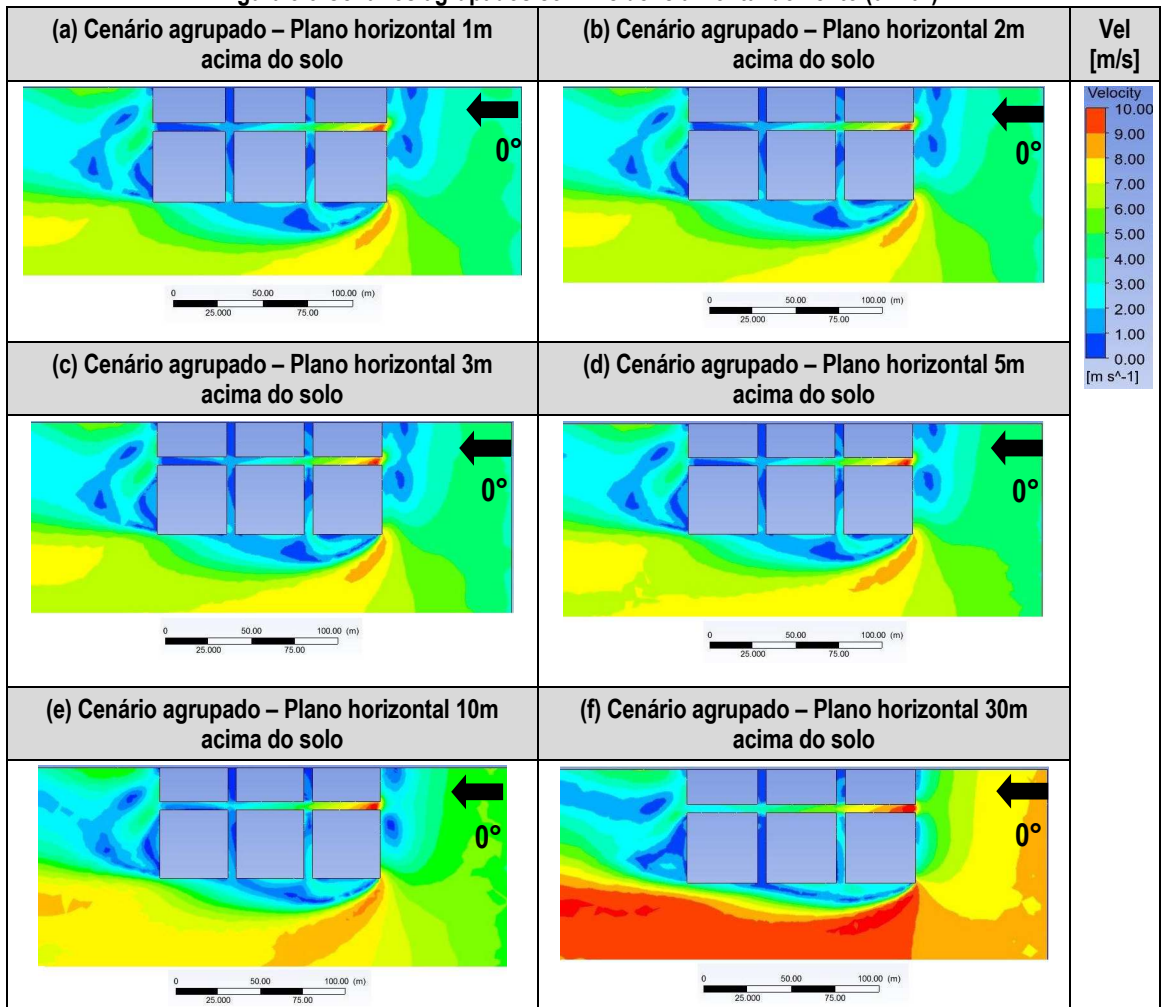 (a) Cenário agrupado – Plano horizontal 1m
acima do solo
(b) Cenário agrupado – Plano horizontal 2m
acima do solo
Vel
[m/s]
0°
0 50.00 100.00 (m)
25.000 75.00
0°
0 50.00 100.00 (m)
25.000 75.00
Velocity
10.00
9.00
8.00
7.00
6.00
5.00
4.00
3.00
2.00
1.00
0.00
[m s^-1]
(c) Cenário agrupado – Plano horizontal 3m
acima do solo
(d) Cenário agrupado – Plano horizontal 5m
acima do solo
0°
0 50.00 100.00 (m)
25.000 75.00
0°
0 50.00 100.00 (m)
25.000 75.00
(e) Cenário agrupado – Plano horizontal 10m
acima do solo
(f) Cenário agrupado – Plano horizontal 30m
acima do solo
0°
0 50.00 100.00 (m)
25.000 75.00
0°
0 50.00 100.00 (m)
25.000 75.00